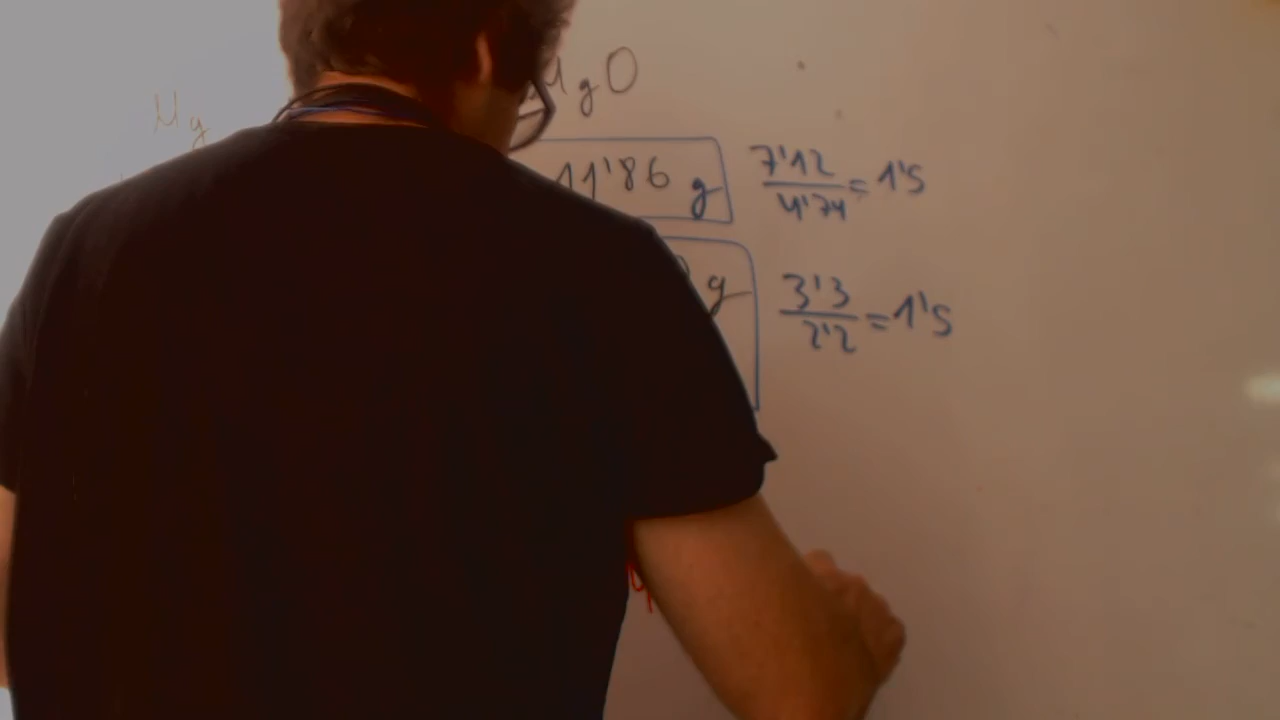 Mg MgO
11'86 g
7'12 / 4'74 = 1'5
g
3'3 / 2'2 = 1'5